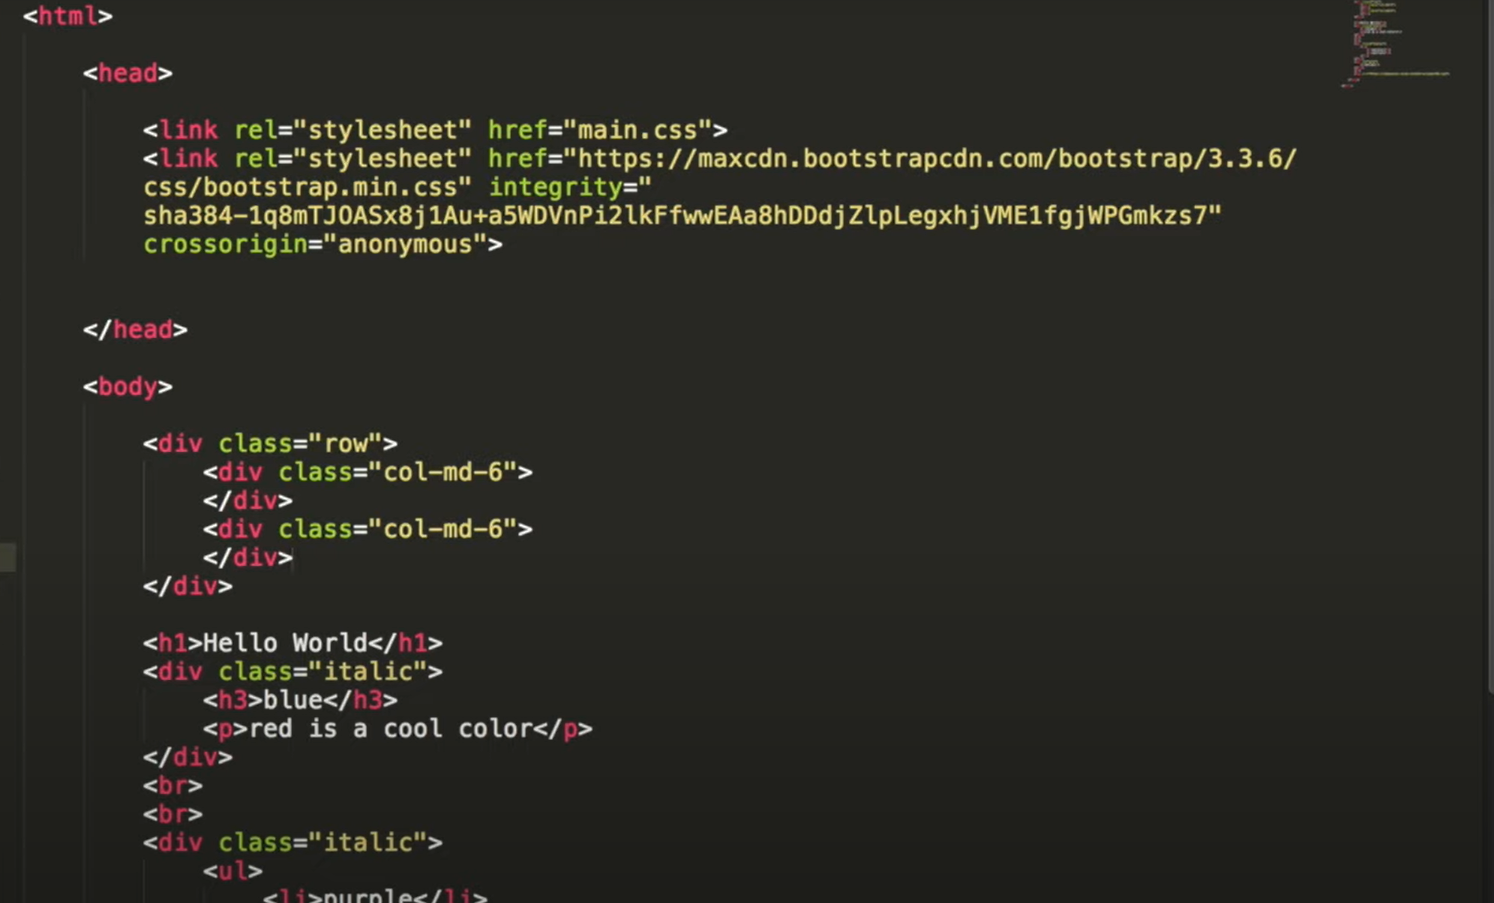 <html>
<head>
<link rel="stylesheet" href="main.css">
<link rel="stylesheet" href="https://maxcdn.bootstrapcdn.com/bootstrap/3.3.6/
css/bootstrap.min.css" integrity="
sha384-1q8mTJOASx8j1Au+a5WDVnPi2lkFfwwEAa8hDDdjZlpLegxhjVME1fgjWPGmkzs7"
crossorigin="anonymous">
</head>
<body>
<div class="row">
<div class="col-md-6">
</div>
<div class="col-md-6">
</div>
</div>
<h1>Hello World</h1>
<div class="italic">
<h3>blue</h3>
<p>red is a cool color</p>
</div>
<br>
<br>
<div class="italic">
<ul>
<li>purple</li>